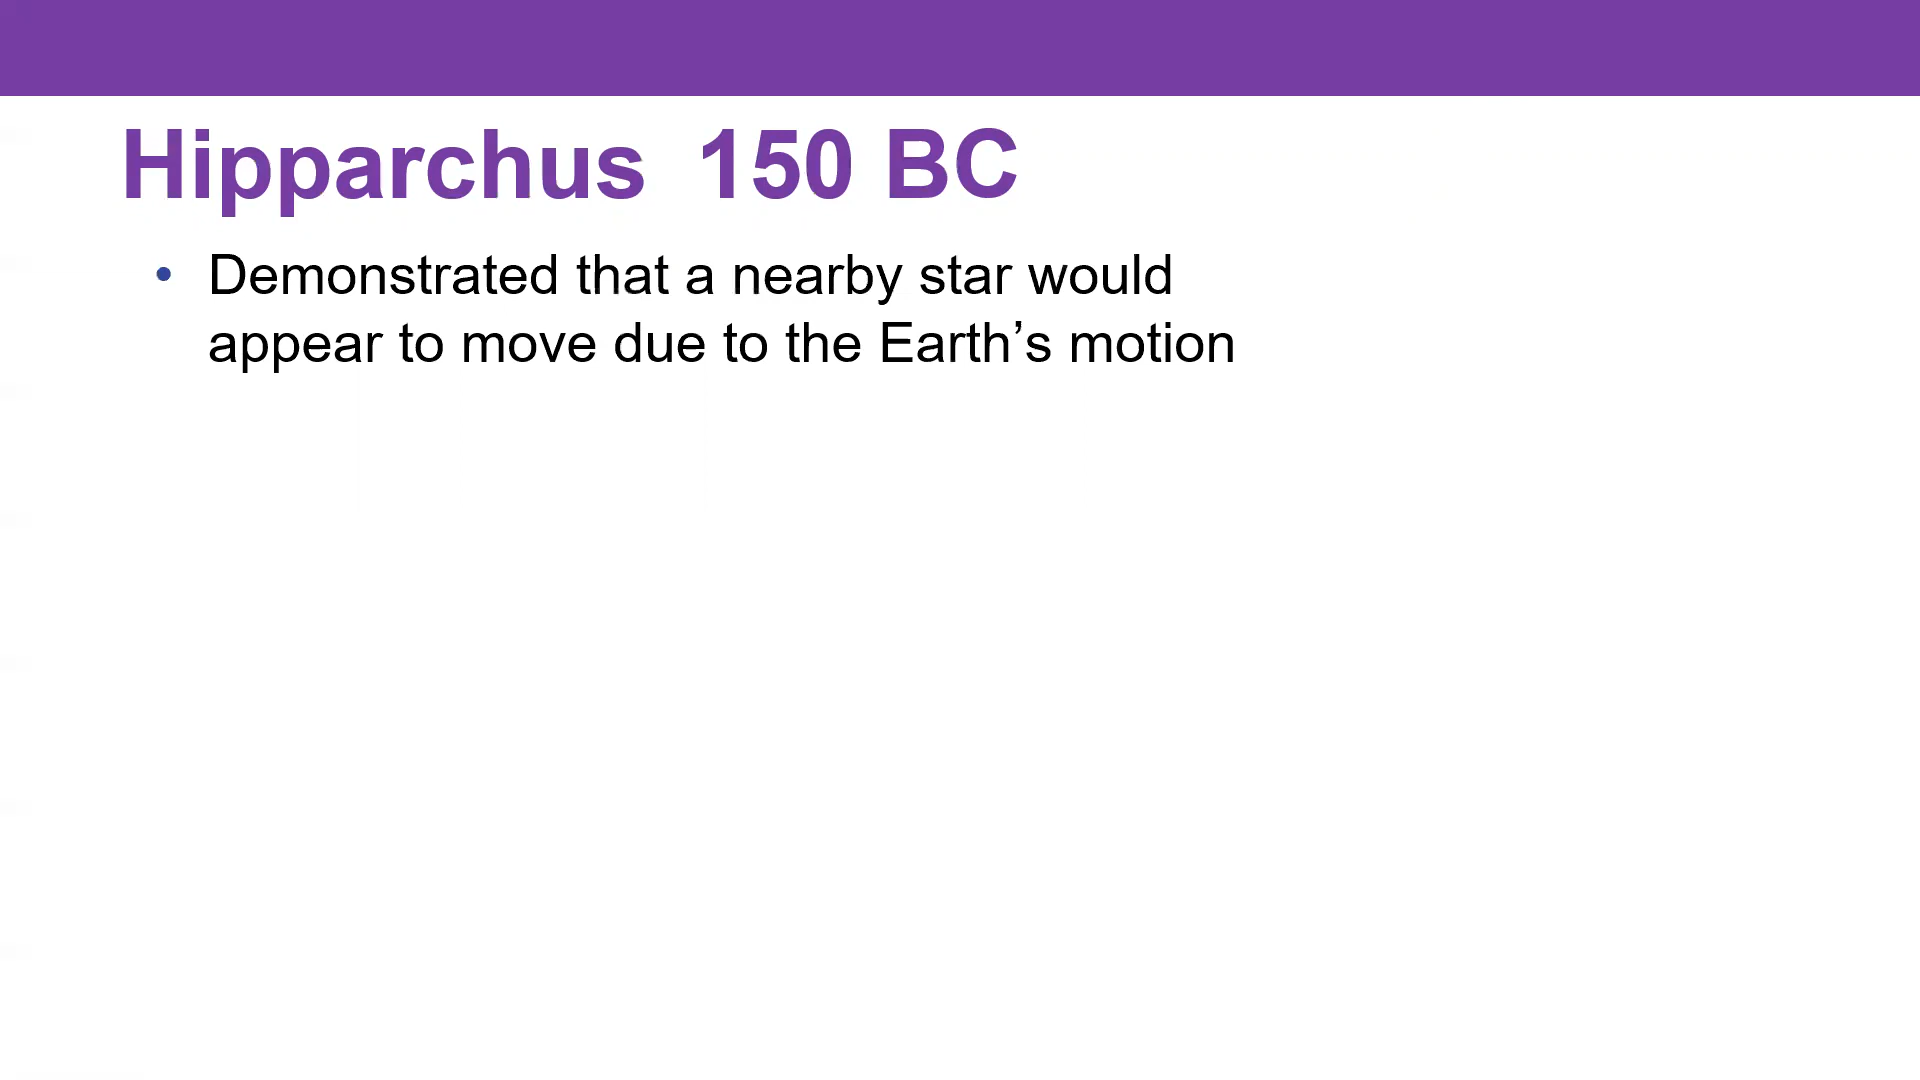 Hipparchus  150 BC
• Demonstrated that a nearby star would
appear to move due to the Earth’s motion